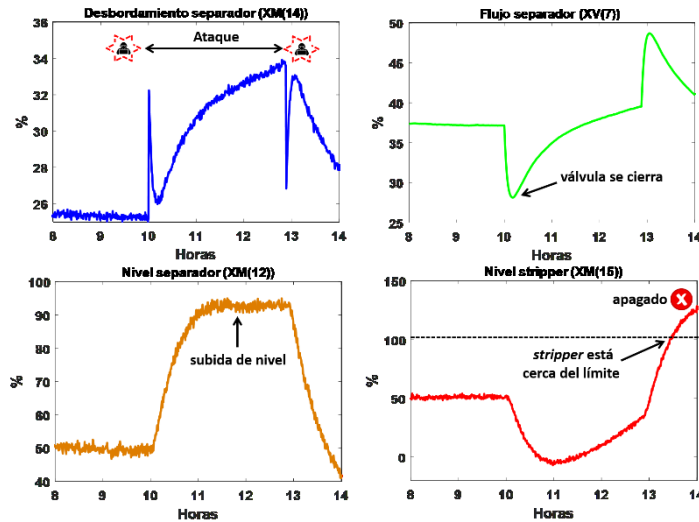 Desbordamiento separador (XM(14))
36
34
32
30
28
26
%
Ataque
8 9 10 11 12 13 14
Horas
Flujo separador (XV(7))
50
45
40
35
30
25
%
válvula se cierra
8 9 10 11 12 13 14
Horas
Nivel separador (XM(12))
100
90
80
70
60
50
40
%
subida de nivel
8 9 10 11 12 13 14
Horas
Nivel stripper (XM(15))
150
100
50
0
%
apagado X
stripper está
cerca del límite
8 9 10 11 12 13 14
Horas